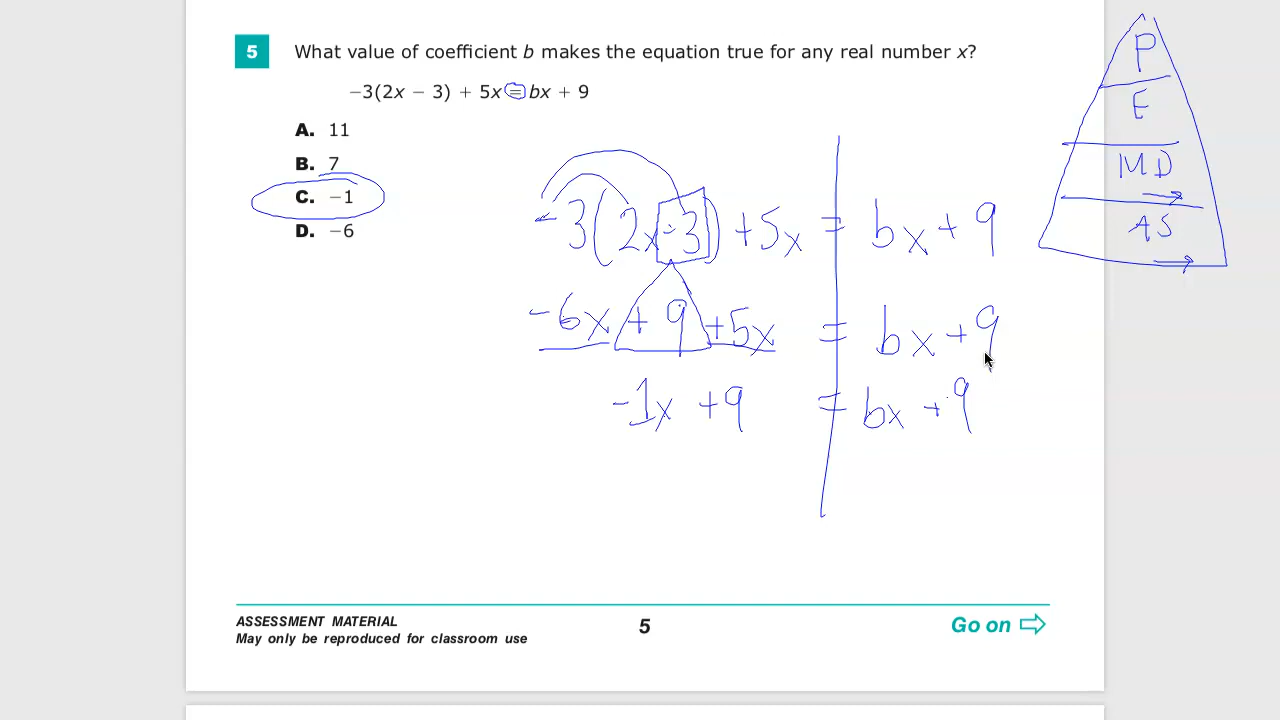 5 What value of coefficient b makes the equation true for any real number x?
−3(2x − 3) + 5x = bx + 9
A. 11
B. 7
C. −1
D. −6
-3(2x-3) +5x = bx + 9
-6x + 9 +5x = bx + 9
-1x +9 = bx + 9
P
E
MD
AS
ASSESSMENT MATERIAL
May only be reproduced for classroom use
5
Go on